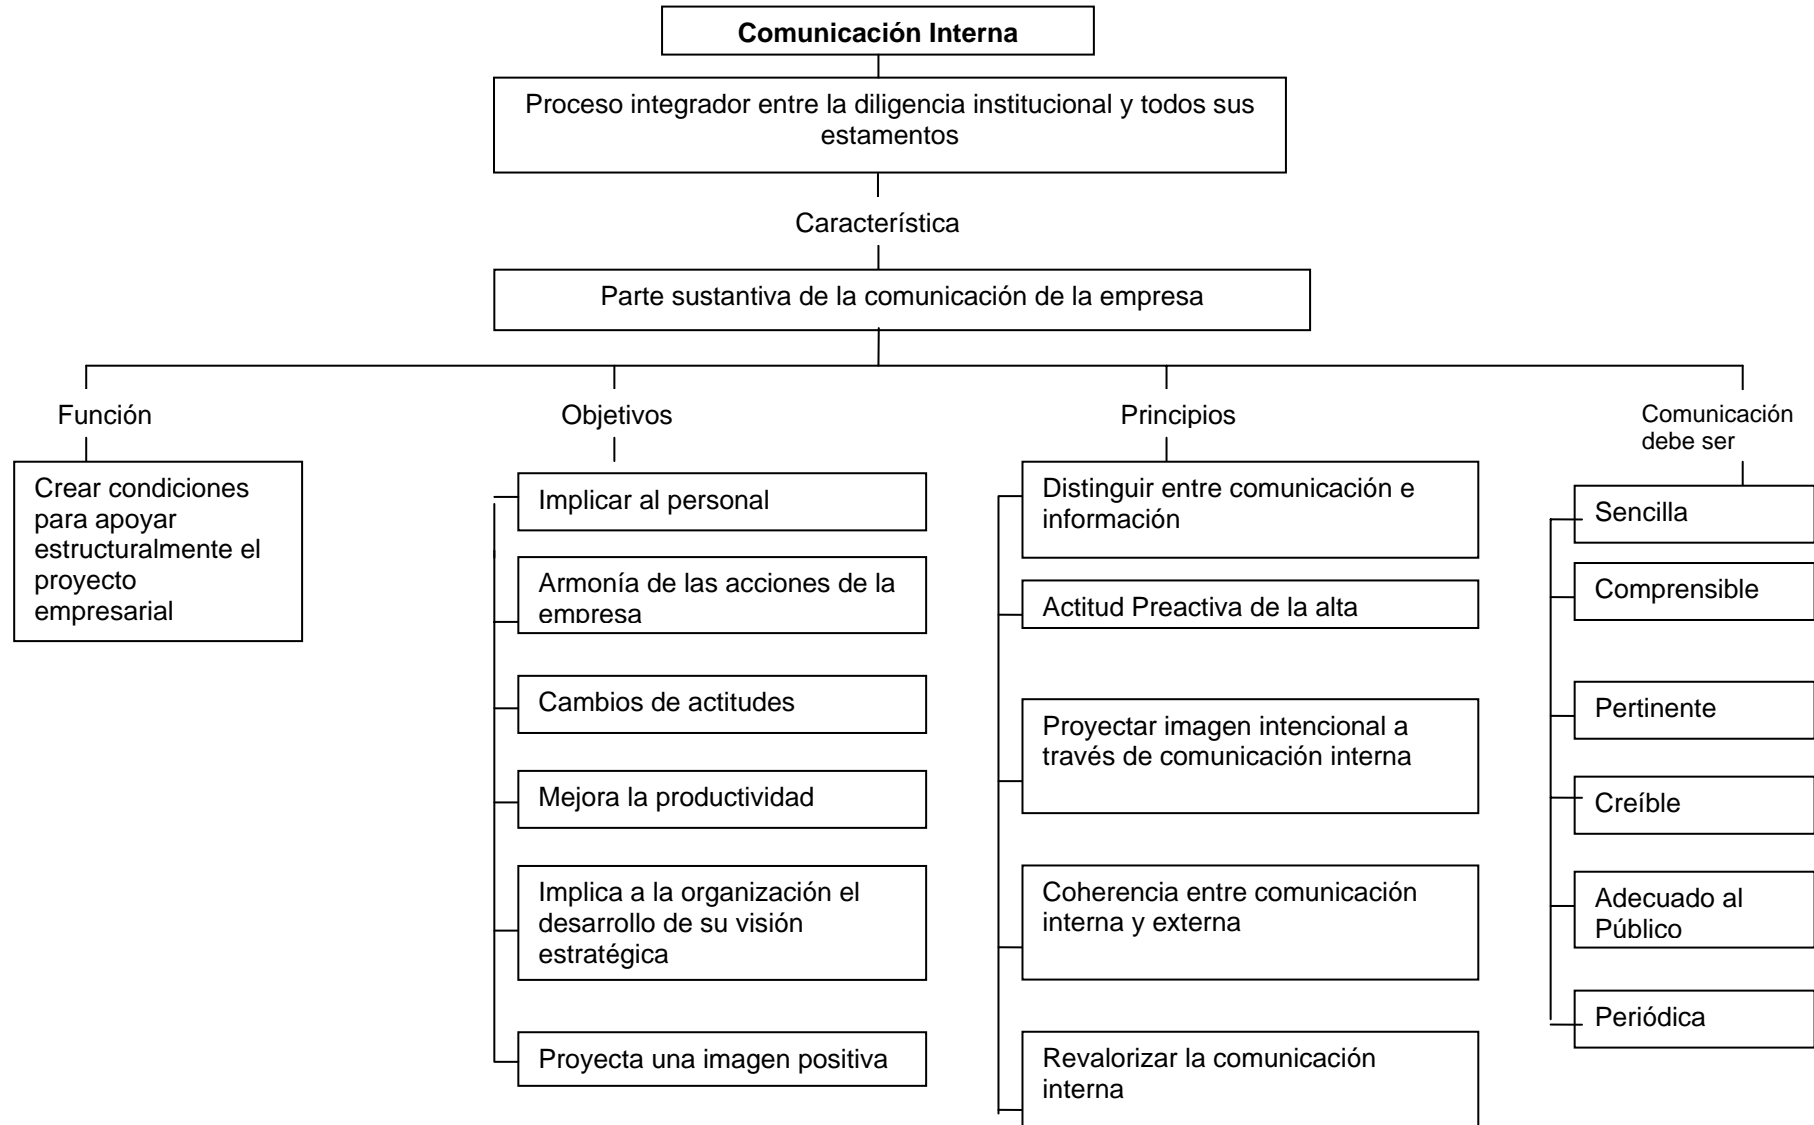 Comunicación Interna
Proceso integrador entre la diligencia institucional y todos sus
estamentos
Característica
Parte sustantiva de la comunicación de la empresa
Función
Crear condiciones
para apoyar
estructuralmente el
proyecto
empresarial
Objetivos
Implicar al personal
Armonía de las acciones de la
empresa
Cambios de actitudes
Mejora la productividad
Implica a la organización el
desarrollo de su visión
estratégica
Proyecta una imagen positiva
Principios
Distinguir entre comunicación e
información
Actitud Preactiva de la alta
Proyectar imagen intencional a
través de comunicación interna
Coherencia entre comunicación
interna y externa
Revalorizar la comunicación
interna
Comunicación
debe ser
Sencilla
Comprensible
Pertinente
Creíble
Adecuado al
Público
Periódica